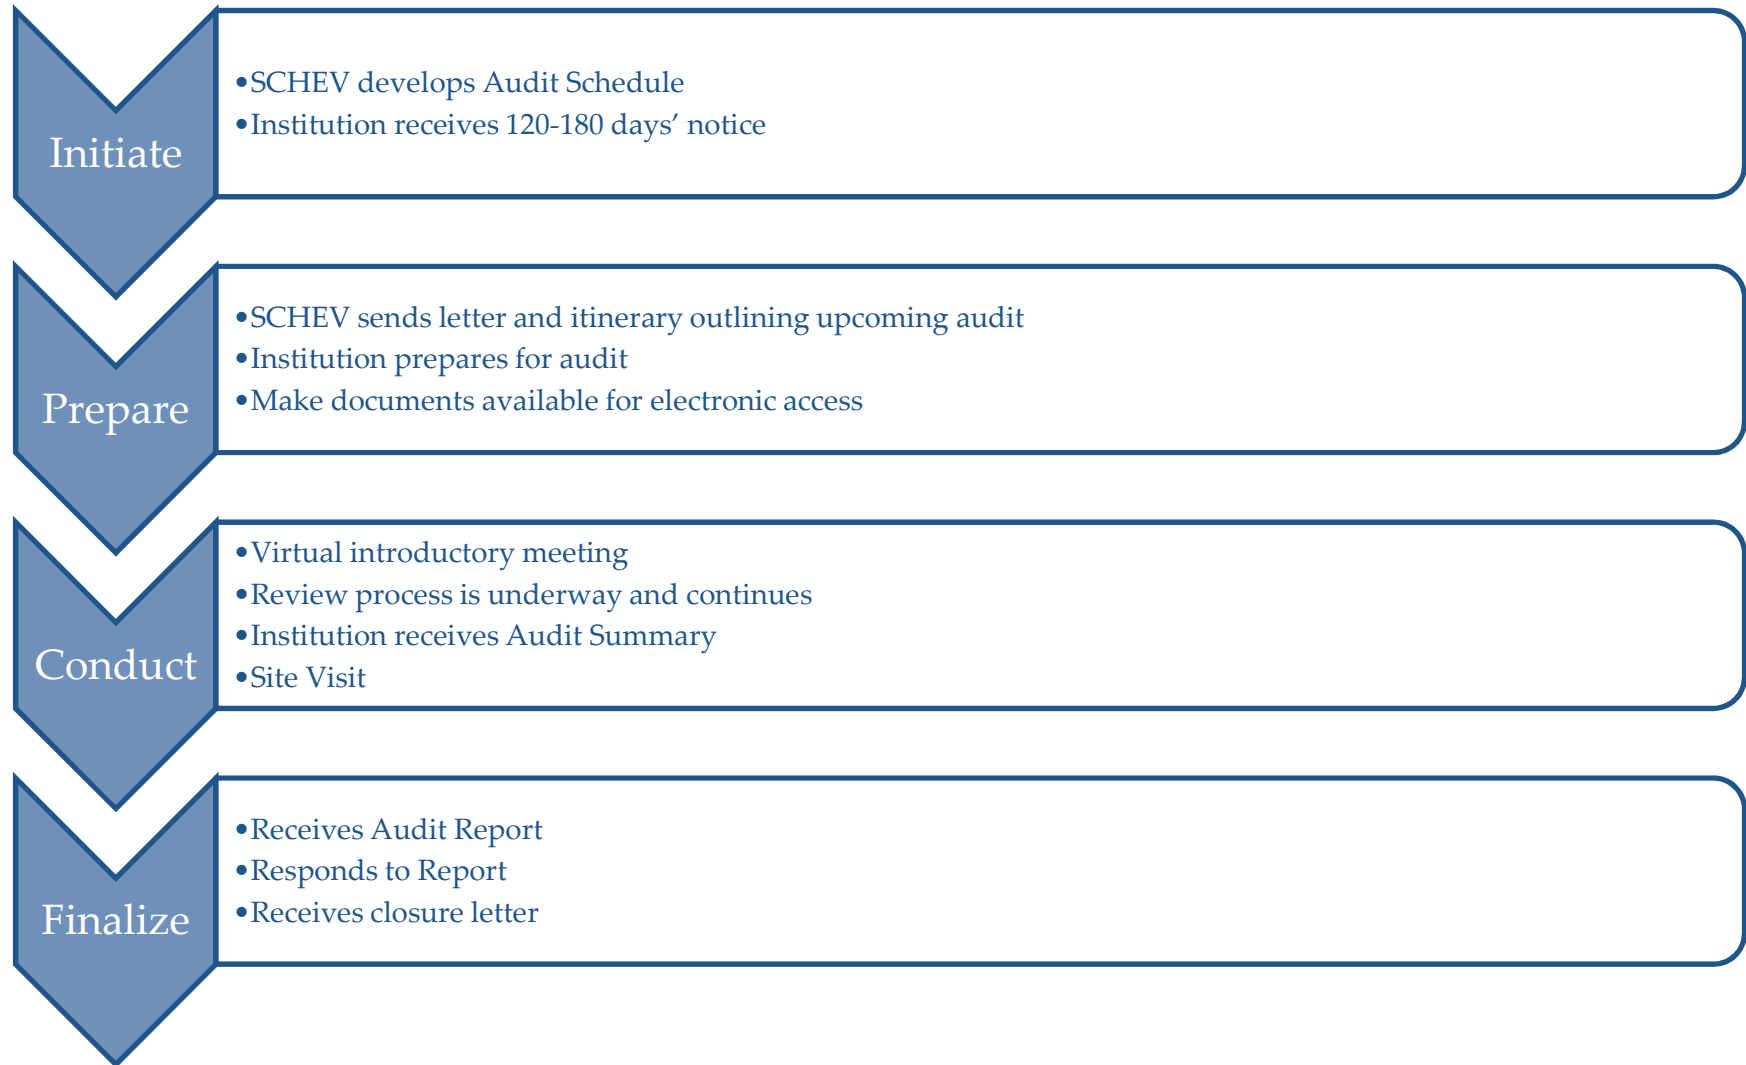 Initiate
•SCHEV develops Audit Schedule
•Institution receives 120-180 days’ notice
Prepare
•SCHEV sends letter and itinerary outlining upcoming audit
•Institution prepares for audit
•Make documents available for electronic access
Conduct
•Virtual introductory meeting
•Review process is underway and continues
•Institution receives Audit Summary
•Site Visit
Finalize
•Receives Audit Report
•Responds to Report
•Receives closure letter